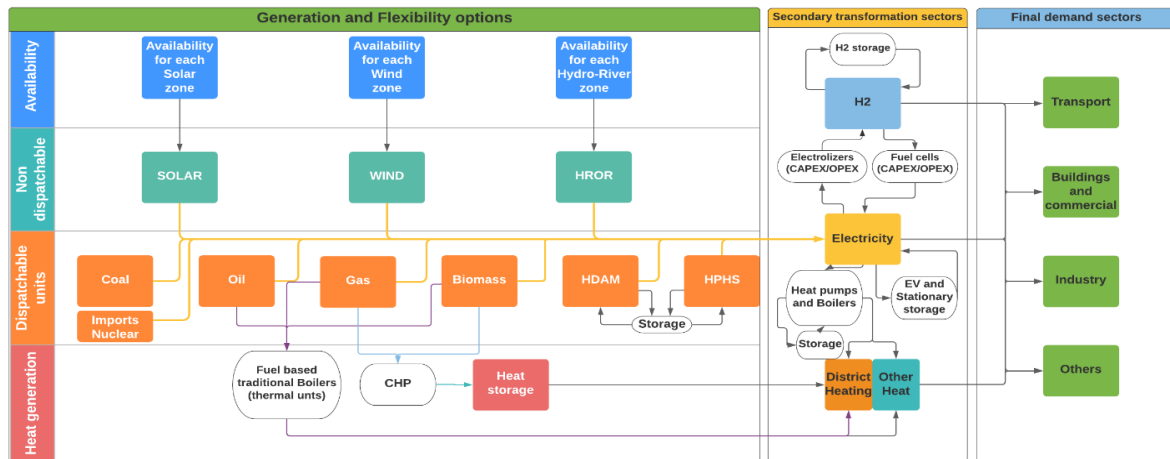 Generation and Flexibility options
Secondary transformation sectors
Final demand sectors
Availability
Availability
for each
Solar
zone
Availability
for each
Wind
zone
Availability
for each
Hydro-River
zone
H2 storage
H2
Transport
Non
dispatchable
SOLAR
WIND
HROR
Electrolizers
(CAPEX/OPEX
Fuel cells
(CAPEX/OPEX)
Buildings
and
commercial
Dispatchable
units
Coal
Imports
Nuclear
Oil
Gas
Biomass
HDAM
HPHS
Storage
Electricity
Heat pumps
and Boilers
Storage
EV and
Stationary
storage
Industry
Heat generation
Fuel based
traditional Boilers
(thermal unts)
CHP
Heat
storage
District
Heating
Other
Heat
Others